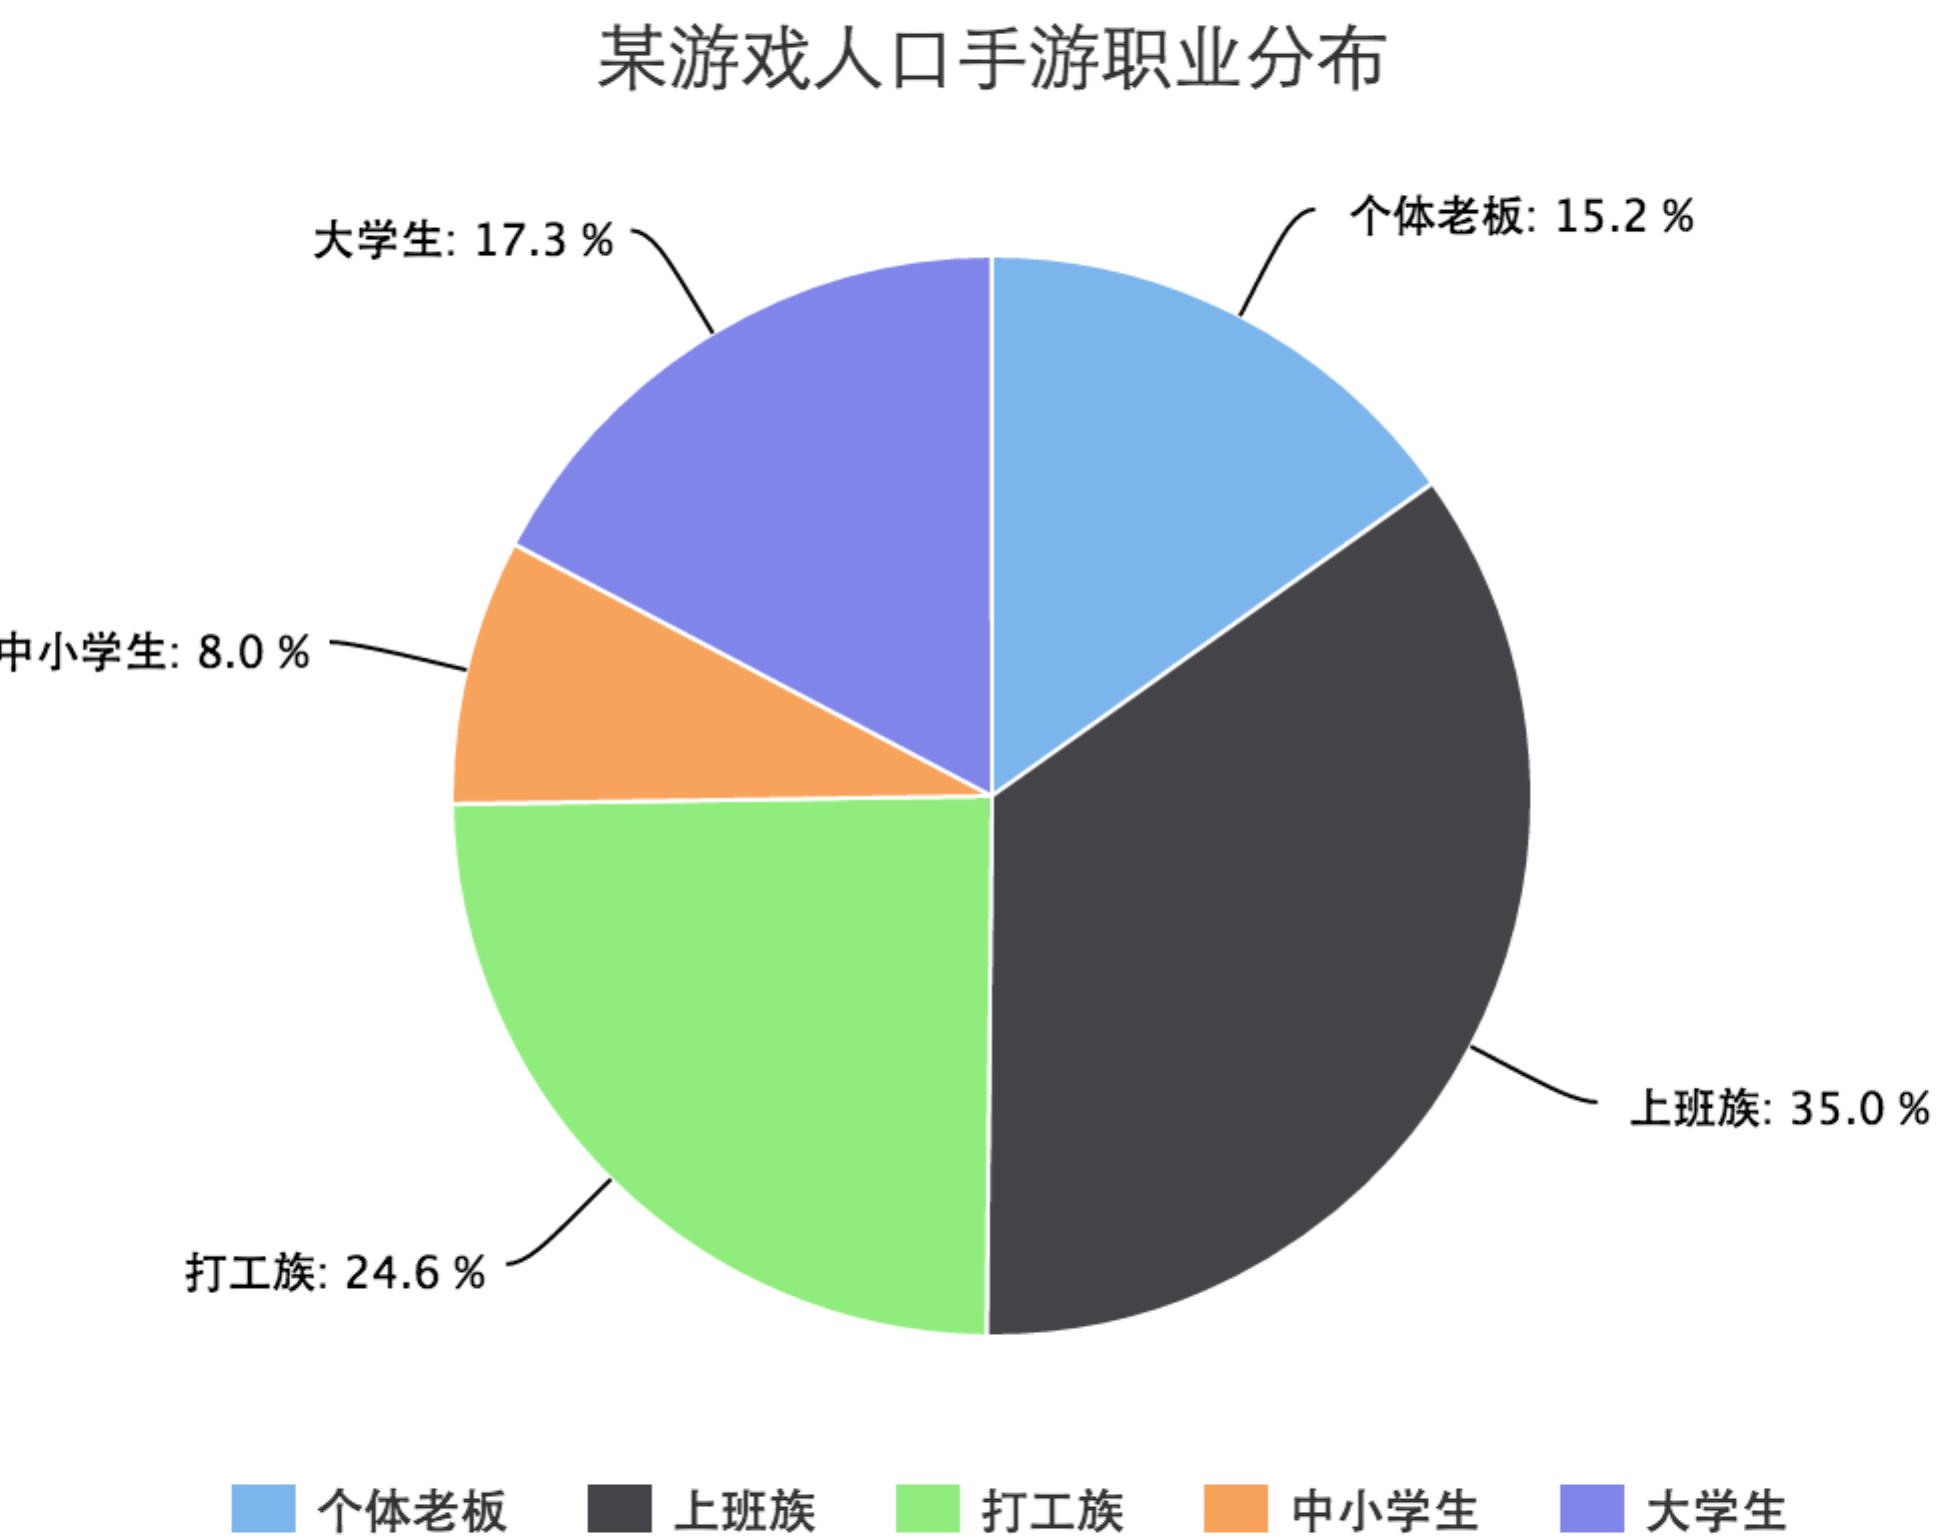 某游戏人口手游职业分布
大学生: 17.3 %
个体老板: 15.2 %
中小学生: 8.0 %
上班族: 35.0 %
打工族: 24.6 %
个体老板 上班族 打工族 中小学生 大学生